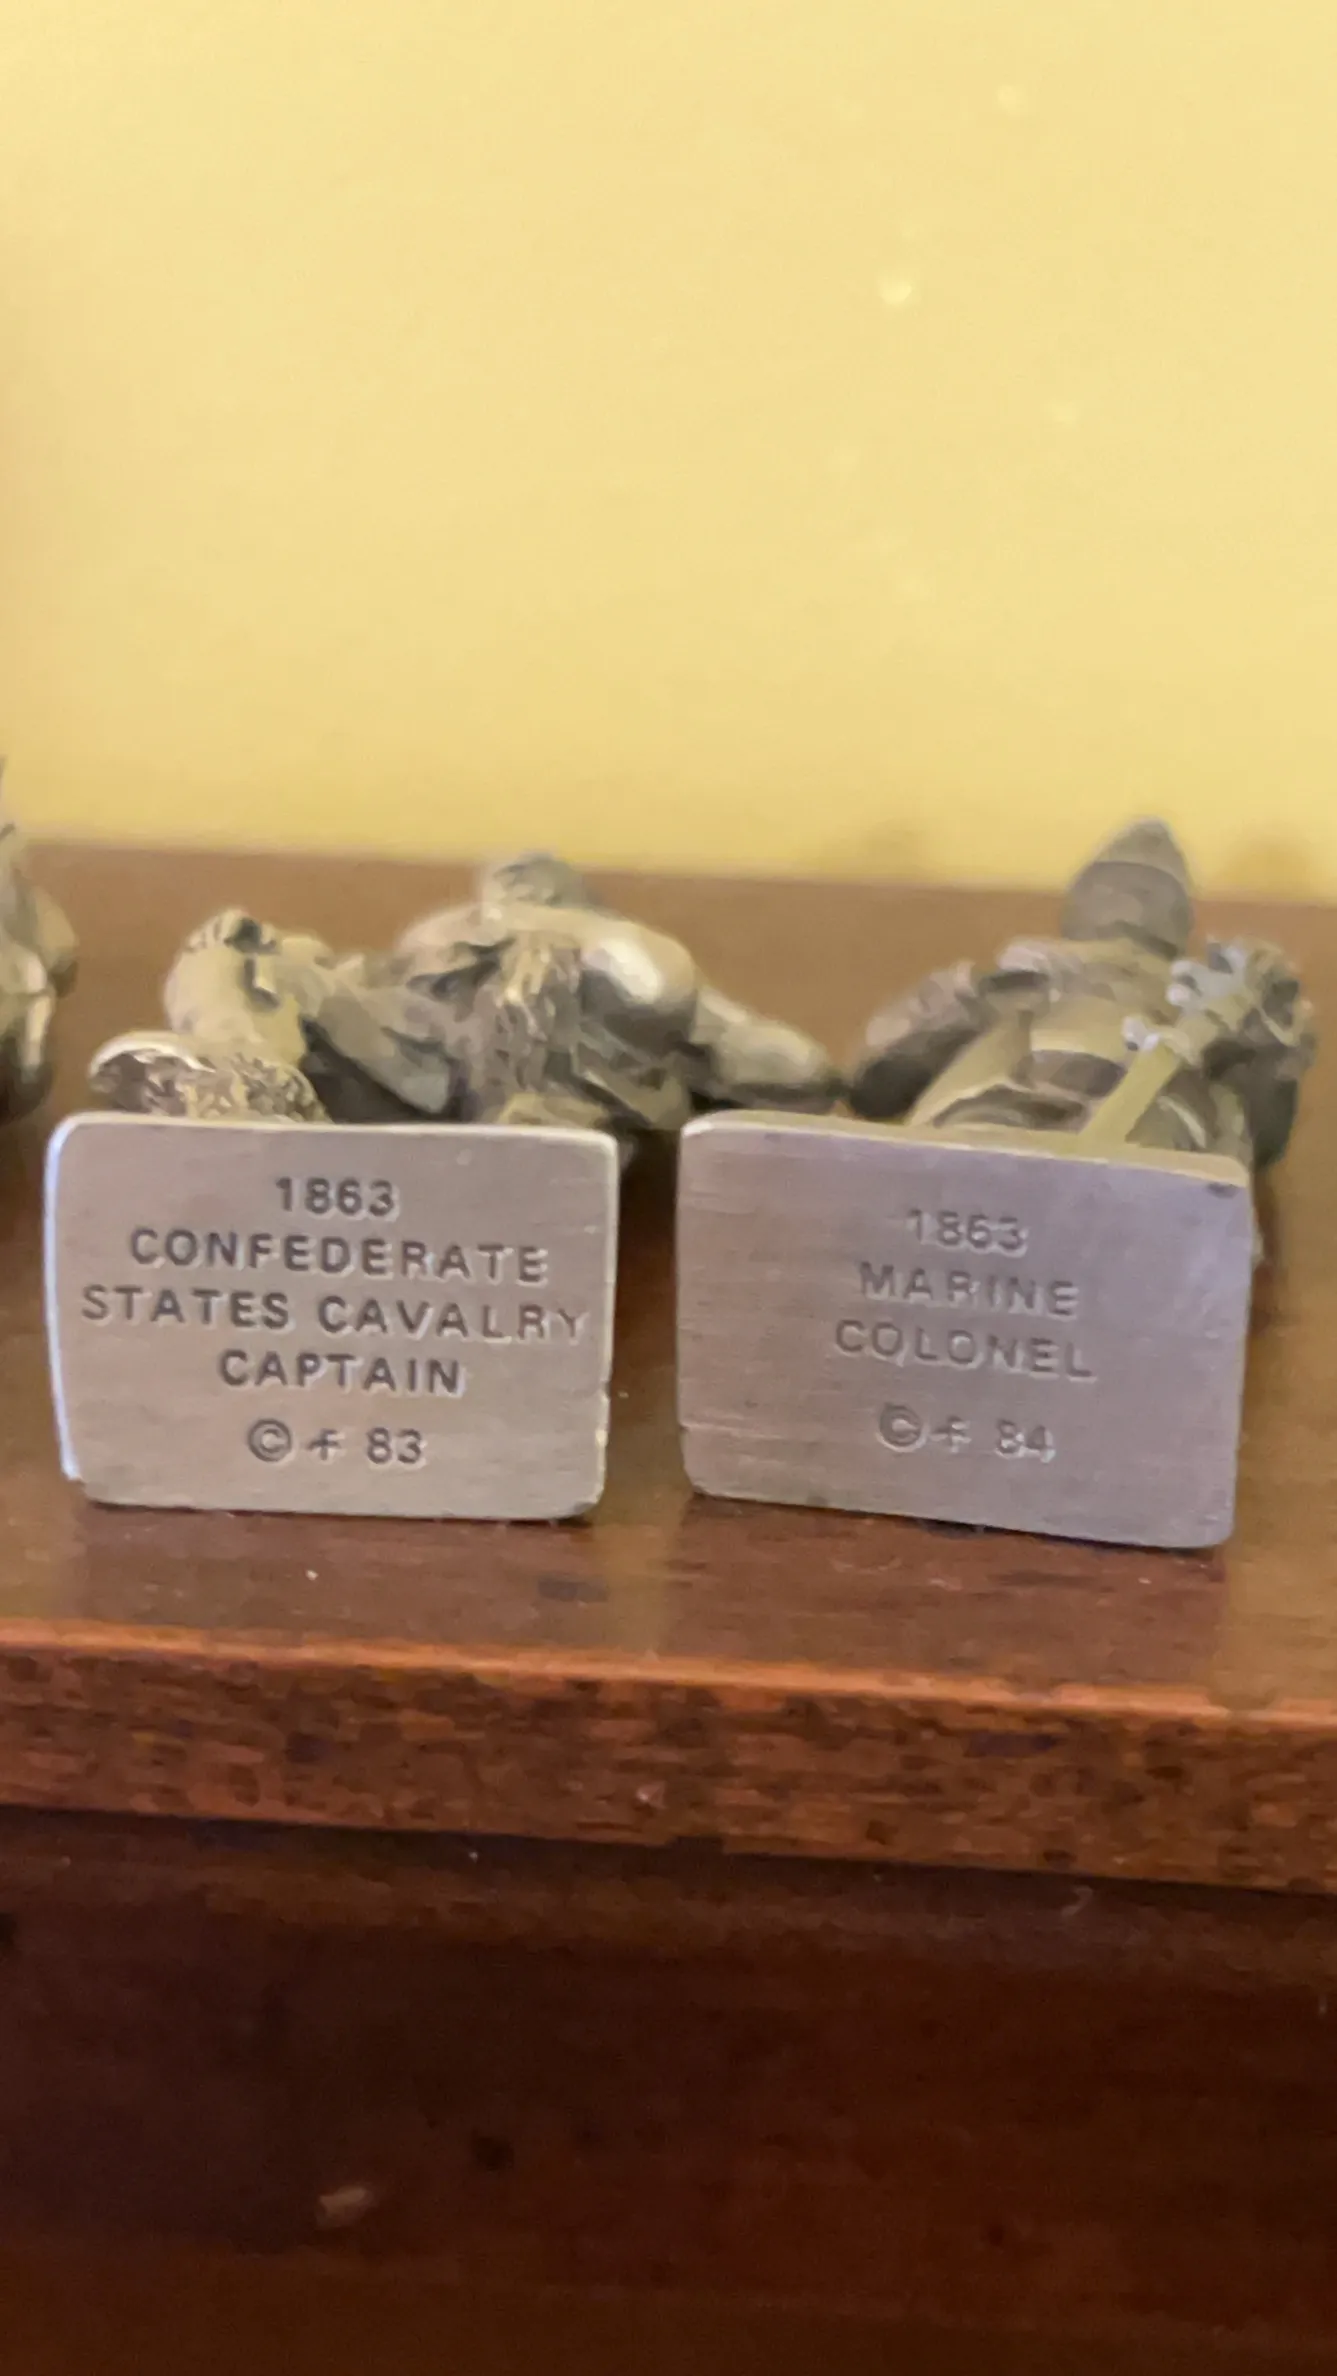 1863
CONFEDERATE
STATES CAVALRY
CAPTAIN
© f 83
1863
MARINE
COLONEL
© f 84